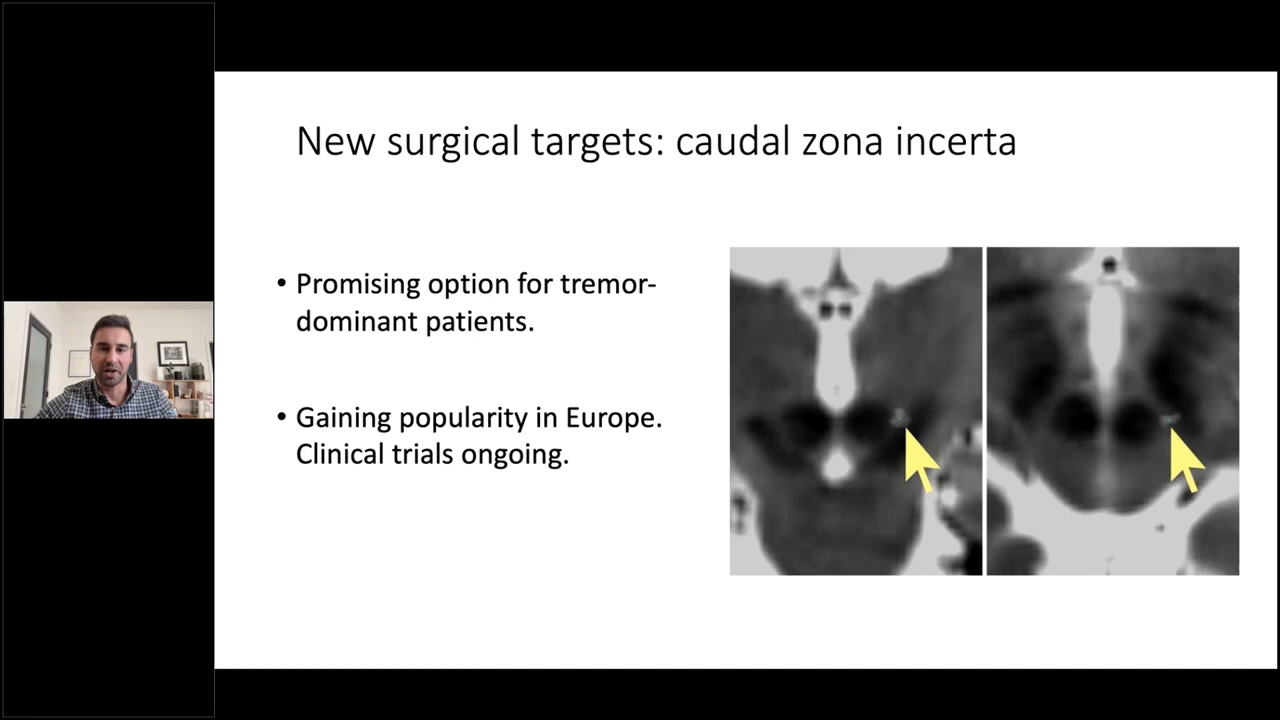 New surgical targets: caudal zona incerta
• Promising option for tremor-
dominant patients.
• Gaining popularity in Europe.
Clinical trials ongoing.